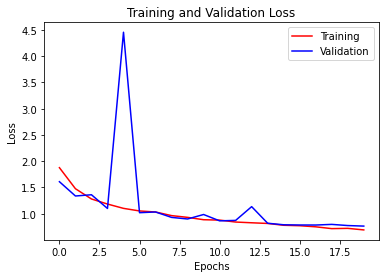 Training and Validation Loss
Training
Validation
4.5
4.0
3.5
3.0
2.5
2.0
1.5
1.0
Loss
0.0 2.5 5.0 7.5 10.0 12.5 15.0 17.5
Epochs